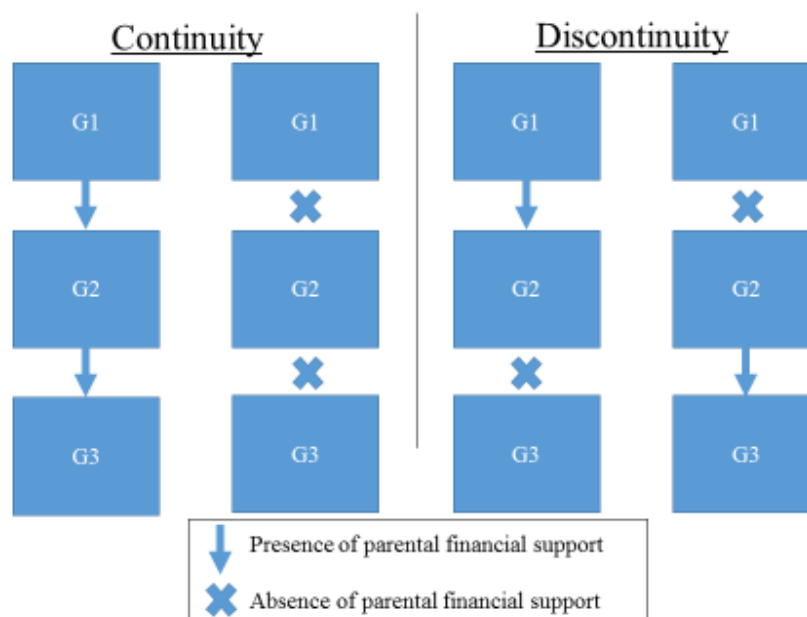 Continuity
Discontinuity
G1
G1
G1
G1
G2
G2
G2
G2
G3
G3
G3
G3
Presence of parental financial support
Absence of parental financial support